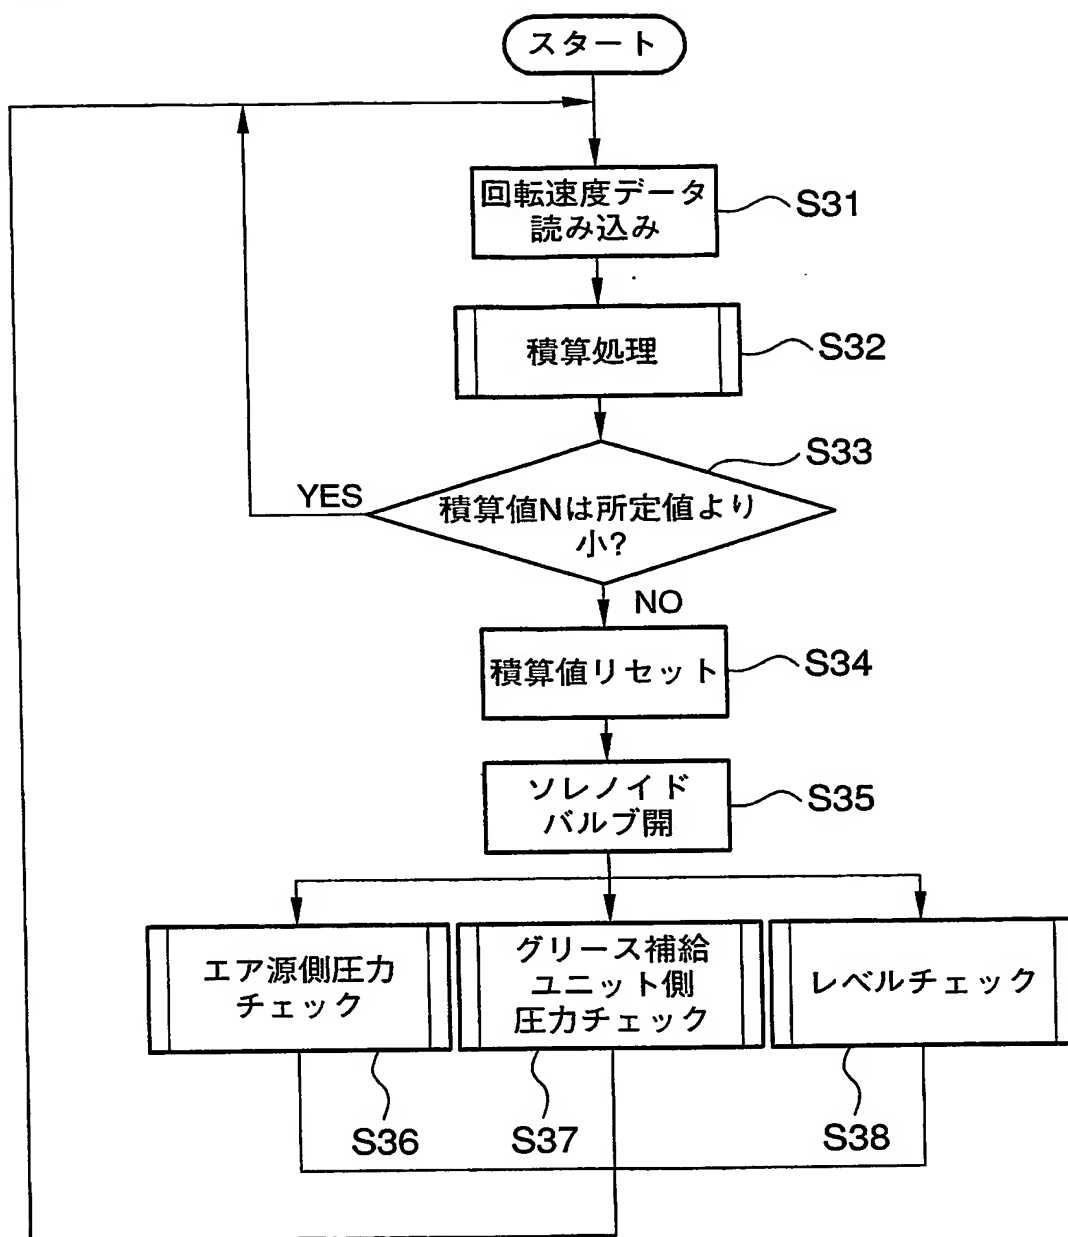 スタート
回転速度データ
読み込み
S31
積算処理
S32
S33
YES
積算値Nは所定値より
小?
NO
積算値リセット
S34
ソレノイド
バルブ開
S35
エア源側圧力
チェック
グリース補給
ユニット側
圧力チェック
レベルチェック
S36
S37
S38